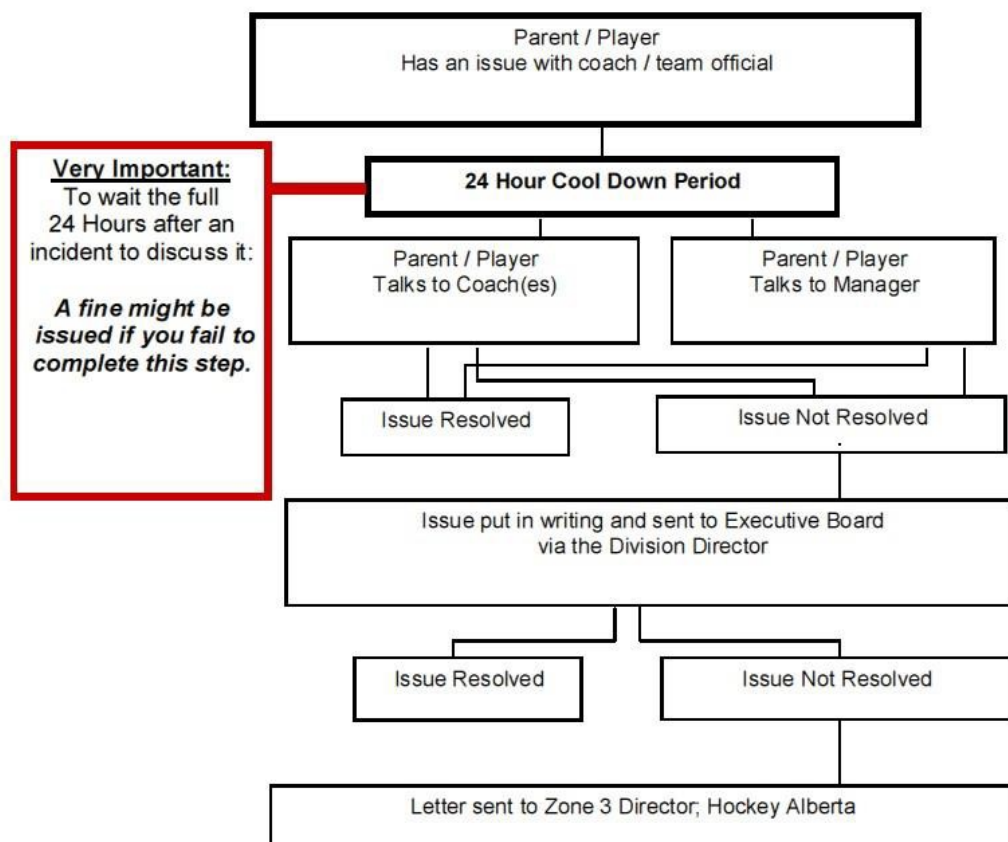 Parent / Player
Has an issue with coach / team official
Very Important:
To wait the full
24 Hours after an
incident to discuss it:
A fine might be
issued if you fail to
complete this step.
24 Hour Cool Down Period
Parent / Player
Talks to Coach(es)
Parent / Player
Talks to Manager
Issue Resolved
Issue Not Resolved
.
Issue put in writing and sent to Executive Board
via the Division Director
Issue Resolved
Issue Not Resolved
Letter sent to Zone 3 Director; Hockey Alberta